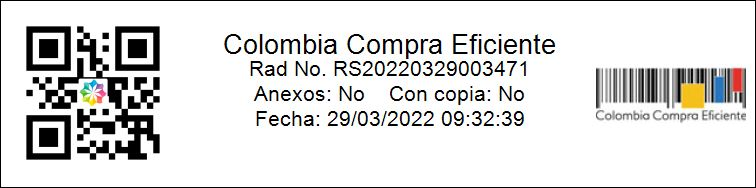 Colombia Compra Eficiente
Rad No. RS20220329003471
Anexos: No Con copia: No
Fecha: 29/03/2022 09:32:39
Colombia Compra Eficiente